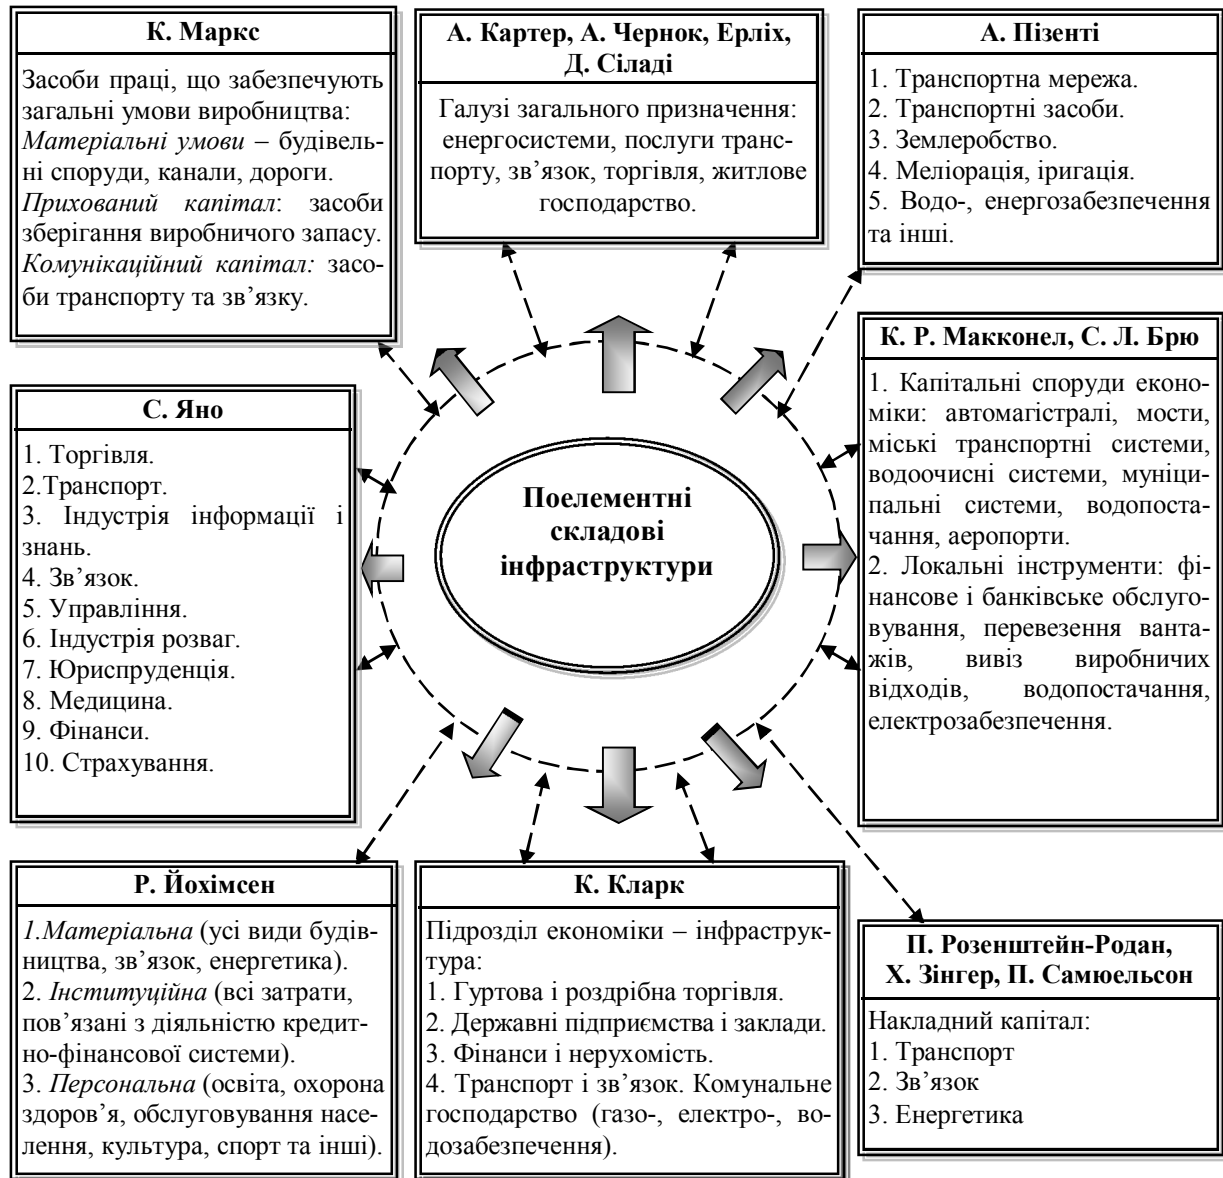 К. Маркс
Засоби праці, що забезпечують
загальні умови виробництва:
Матеріальні умови – будівель-
ні споруди, канали, дороги.
Прихований капітал: засоби
зберігання виробничого запасу.
Комунікаційний капітал: засо-
би транспорту та зв’язку.
А. Картер, А. Чернок, Ерліх,
Д. Сіладі
Галузі загального призначення:
енергосистеми, послуги транс-
порту, зв’язок, торгівля, житлове
господарство.
А. Пізенті
1. Транспортна мережа.
2. Транспортні засоби.
3. Землеробство.
4. Меліорація, іригація.
5. Водо-, енергозабезпечення
та інші.
С. Яно
1. Торгівля.
2.Транспорт.
3. Індустрія інформації і
знань.
4. Зв’язок.
5. Управління.
6. Індустрія розваг.
7. Юриспруденція.
8. Медицина.
9. Фінанси.
10. Страхування.
Поелементні
складові
інфраструктури
К. Р. Макконел, С. Л. Брю
1. Капітальні споруди еконо-
міки: автомагістралі, мости,
міські транспортні системи,
водоочисні системи, муніци-
пальні системи, водопоста-
чання, аеропорти.
2. Локальні інструменти: фі-
нансове і банківське обслуго-
вування, перевезення ванта-
жів, вивіз виробничих
відходів, водопостачання,
електрозабезпечення.
Р. Йохімсен
1.Матеріальна (усі види будів-
ництва, зв’язок, енергетика).
2. Інституційна (всі затрати,
пов’язані з діяльністю кредит-
но-фінансової системи).
3. Персональна (освіта, охорона
здоров’я, обслуговування насе-
лення, культура, спорт та інші).
К. Кларк
Підрозділ економіки – інфраструк-
тура:
1. Гуртова і роздрібна торгівля.
2. Державні підприємства і заклади.
3. Фінанси і нерухомість.
4. Транспорт і зв’язок. Комунальне
господарство (газо-, електро-, во-
дозабезпечення).
П. Розенштейн-Родан,
Х. Зінгер, П. Самюельсон
Накладний капітал:
1. Транспорт
2. Зв’язок
3. Енергетика